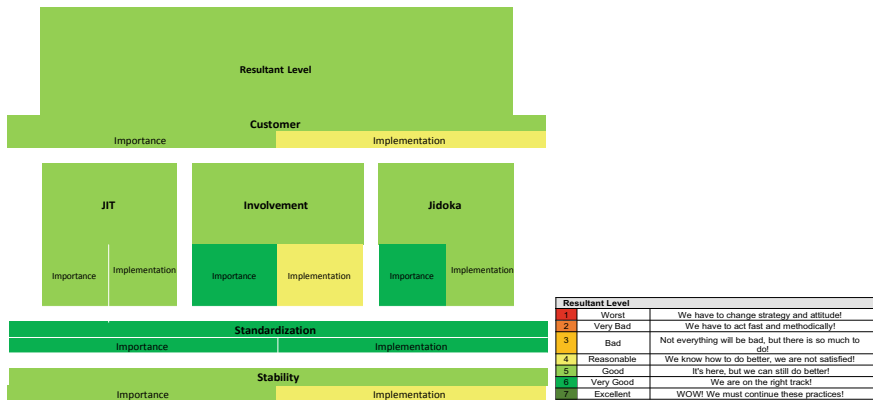 Resultant Level
Customer
Importance Implementation
JIT Involvement Jidoka
Importance Implementation Importance Implementation Importance Implementation
Standardization
Importance Implementation
Stability
Importance Implementation
Resultant Level
1 Worst We have to change strategy and attitude!
2 Very Bad We have to act fast and methodically!
3 Bad Not everything will be bad, but there is so much to
do!
4 Reasonable We know how to do better, we are not satisfied!
5 Good It's here, but we can still do better!
6 Very Good We are on the right track!
7 Excellent WOW! We must continue these practices!